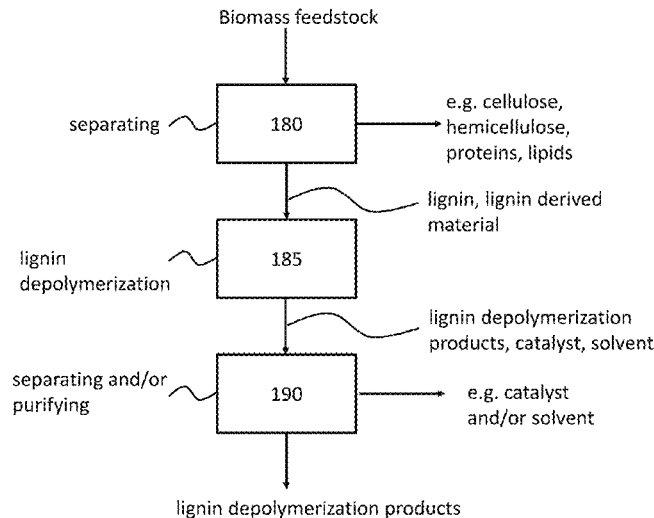 Biomass feedstock
separating
180
e.g. cellulose,
hemicellulose,
proteins, lipids
lignin, lignin derived
material
lignin
depolymerization
185
lignin depolymerization
products, catalyst, solvent
separating and/or
purifying
190
e.g. catalyst
and/or solvent
lignin depolymerization products